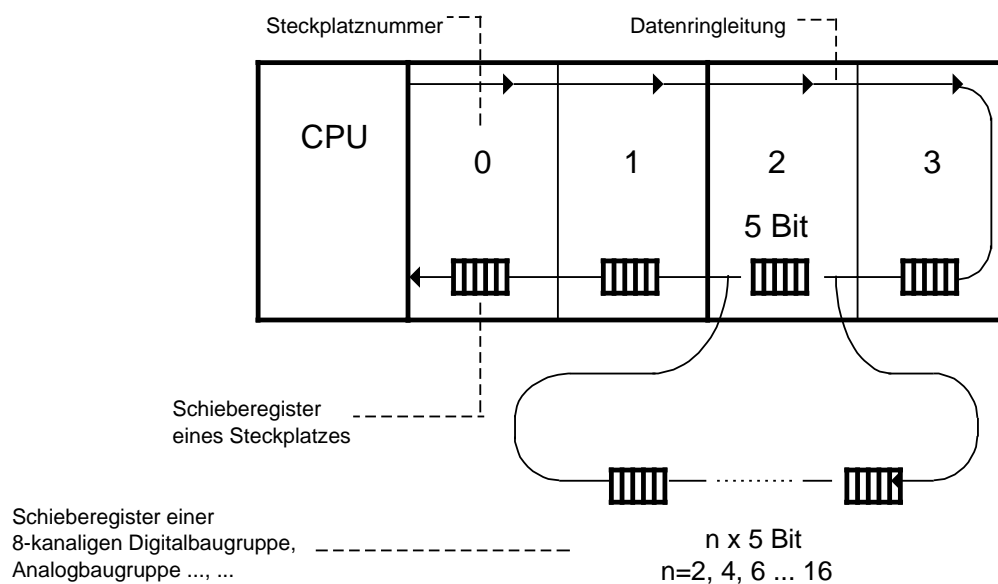 Steckplatznummer
Datenringleitung
CPU
0
1
2
3
5 Bit
Schieberegister
eines Steckplatzes
Schieberegister einer
8-kanaligen Digitalbaugruppe,
Analogbaugruppe ..., ...
n x 5 Bit
n=2, 4, 6 ... 16